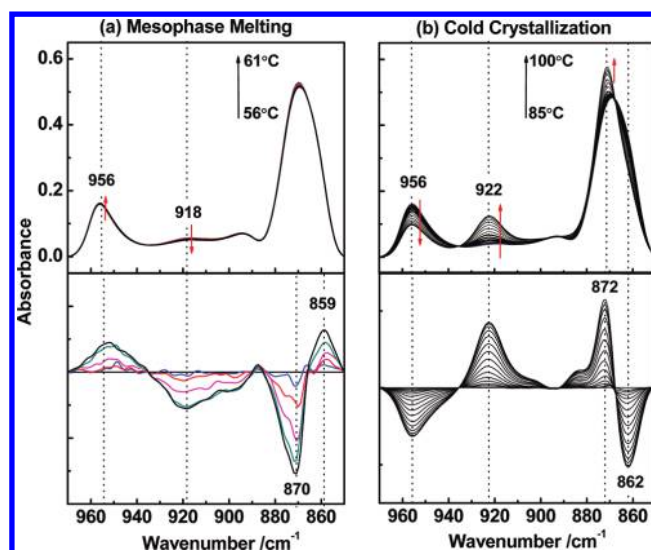 (a) Mesophase Melting
(b) Cold Crystallization
Absorbance
0.6
0.4
0.2
0.0
61°C
56°C
956
918
100°C
85°C
956
922
859
870
872
862
960 940 920 900 880 860
960 940 920 900 880 860
Wavenumber /cm⁻¹
Wavenumber /cm⁻¹